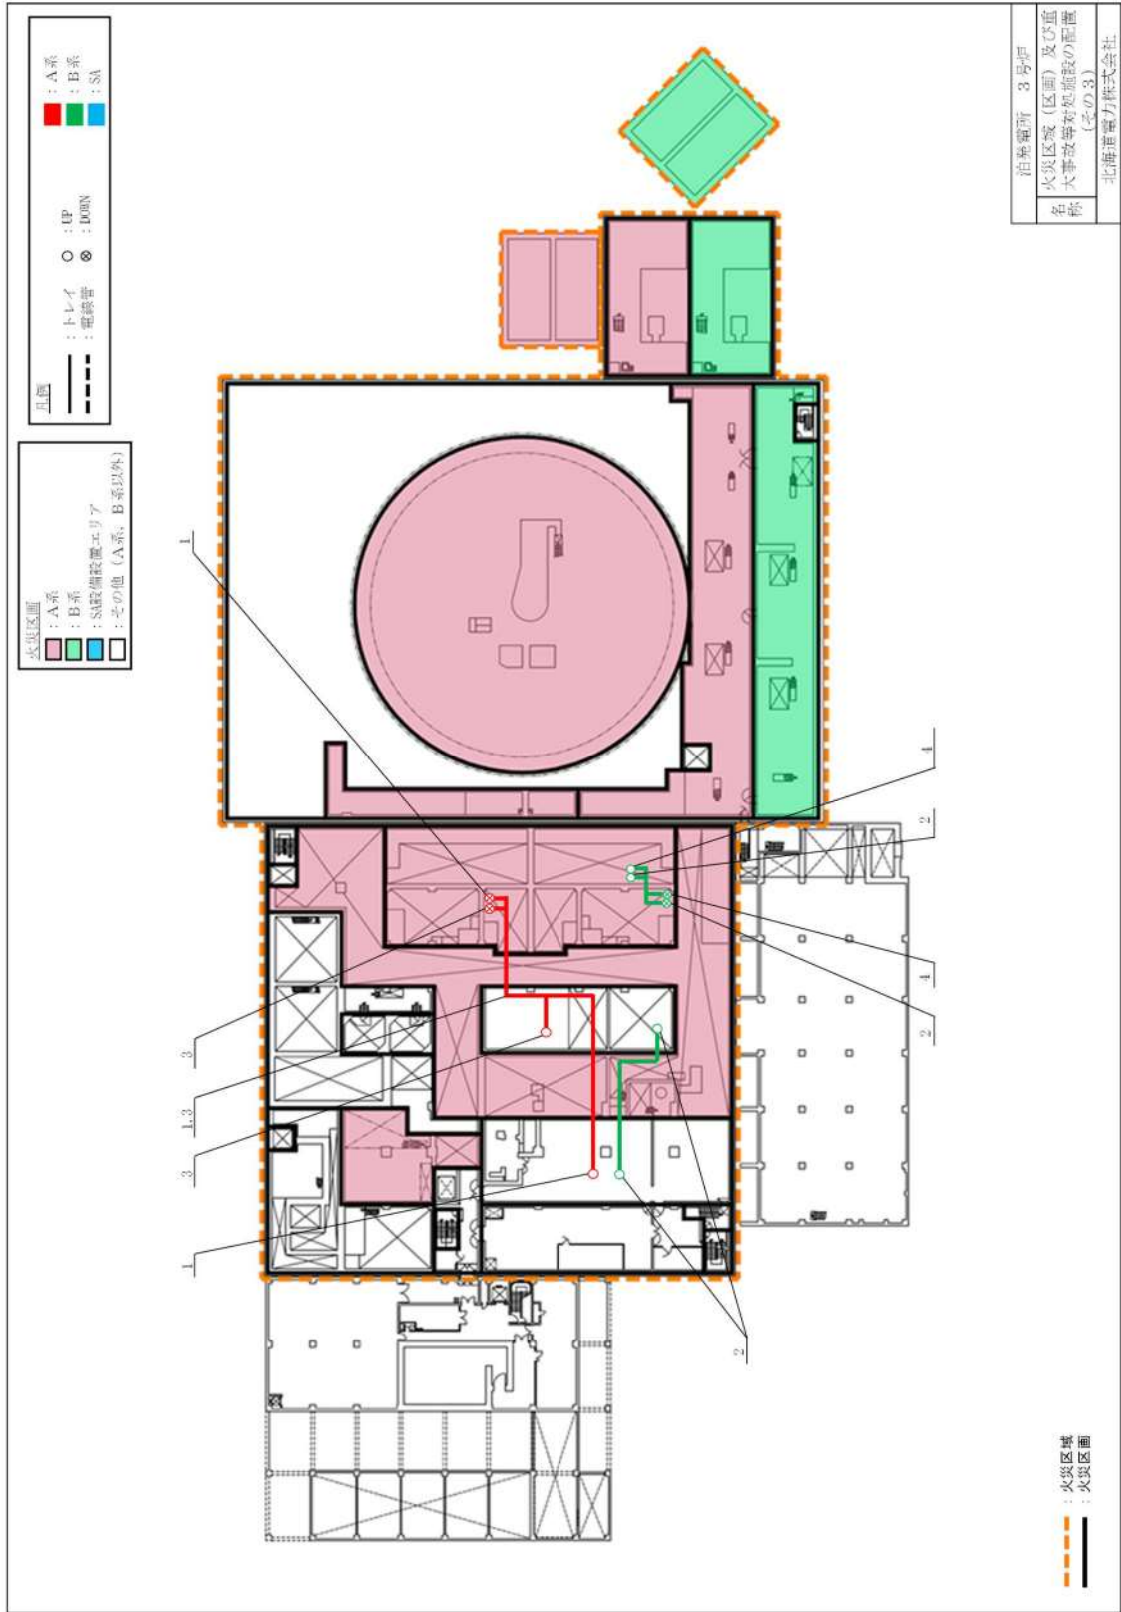 火災区画
：A系
：B系
：SA設備設置エリア
：その他（A系，B系以外）
凡例
：トレイ
：電線管
：UP
：DOWN
：A系
：B系
：SA
1
3
1,3
3
1
2
4
2
4
2
：火災区域
：火災区画
泊発電所　3号炉
名称
火災区域（区画）及び重
大事故等対処施設の配置
（その3）
北海道電力株式会社